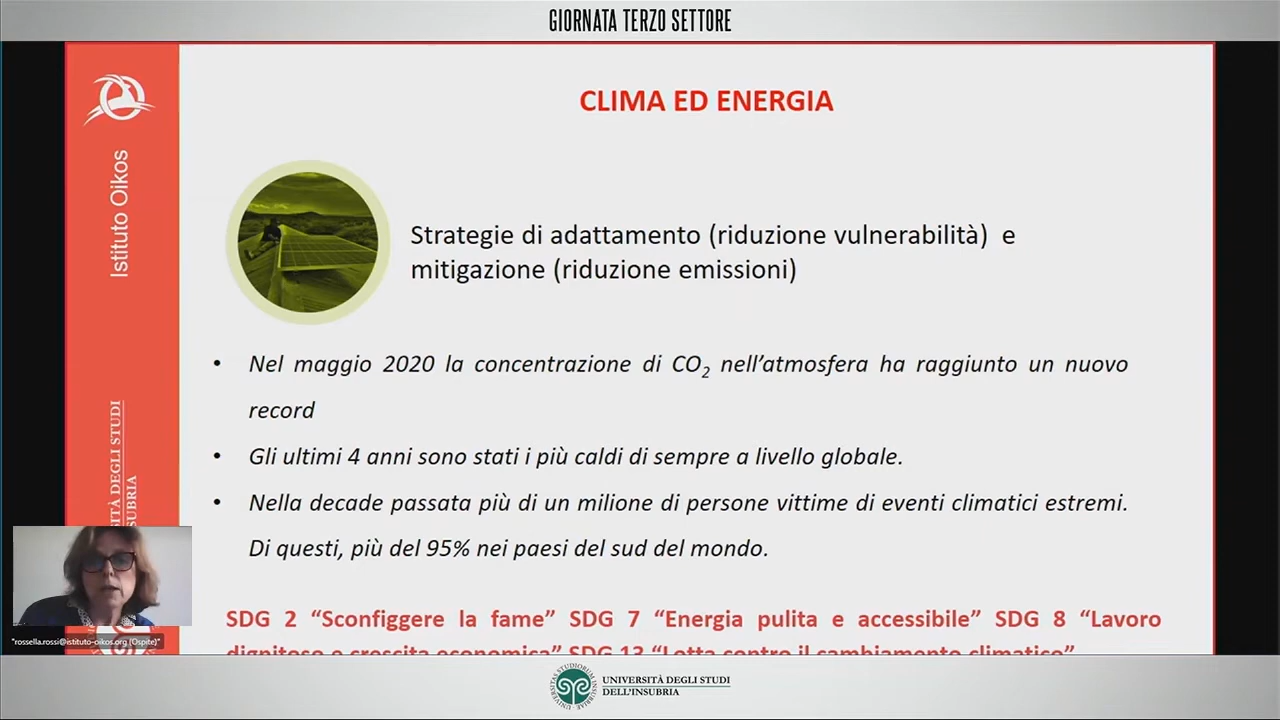 GIORNATA TERZO SETTORE
Istituto Oikos
CLIMA ED ENERGIA
Strategie di adattamento (riduzione vulnerabilità) e
mitigazione (riduzione emissioni)
• Nel maggio 2020 la concentrazione di CO₂ nell’atmosfera ha raggiunto un nuovo
record
• Gli ultimi 4 anni sono stati i più caldi di sempre a livello globale.
• Nella decade passata più di un milione di persone vittime di eventi climatici estremi.
Di questi, più del 95% nei paesi del sud del mondo.
SDG 2 “Sconfiggere la fame” SDG 7 “Energia pulita e accessibile” SDG 8 “Lavoro
dignitoso e crescita economica” SDG 13 “Lotta contro il cambiamento climatico”
DEGLI STUDI
"rossella.rossi@istituto-oikos.org (Ospite)"
UNIVERSITÀ DEGLI STUDI
DELL'INSUBRIA